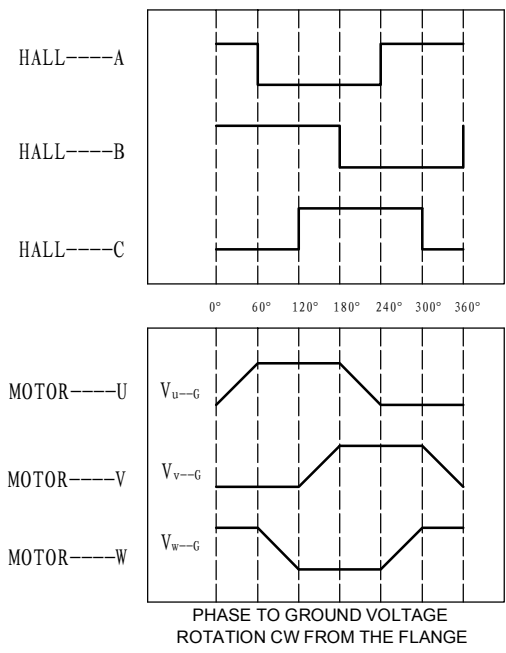 HALL----A
HALL----B
HALL----C
0° 60° 120° 180° 240° 300° 360°
MOTOR----U Vu--G
MOTOR----V Vv--G
MOTOR----W Vw--G
PHASE TO GROUND VOLTAGE
ROTATION CW FROM THE FLANGE